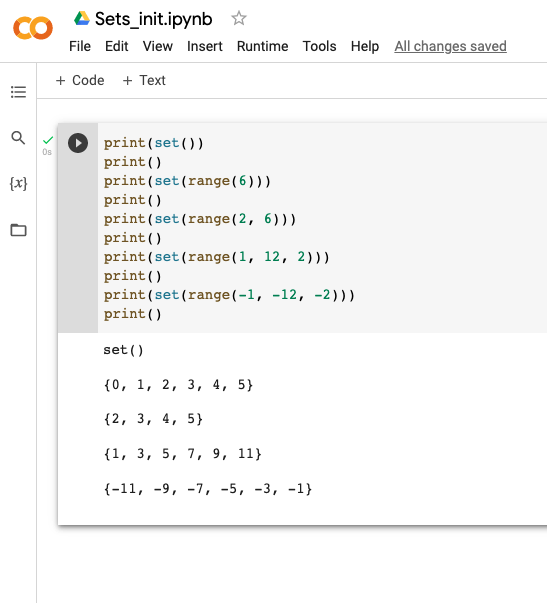 Sets_init.ipynb
File Edit View Insert Runtime Tools Help All changes saved
+ Code + Text
{x}
0s
print(set())
print()
print(set(range(6)))
print()
print(set(range(2, 6)))
print()
print(set(range(1, 12, 2)))
print()
print(set(range(-1, -12, -2)))
print()
set()
{0, 1, 2, 3, 4, 5}
{2, 3, 4, 5}
{1, 3, 5, 7, 9, 11}
{-11, -9, -7, -5, -3, -1}